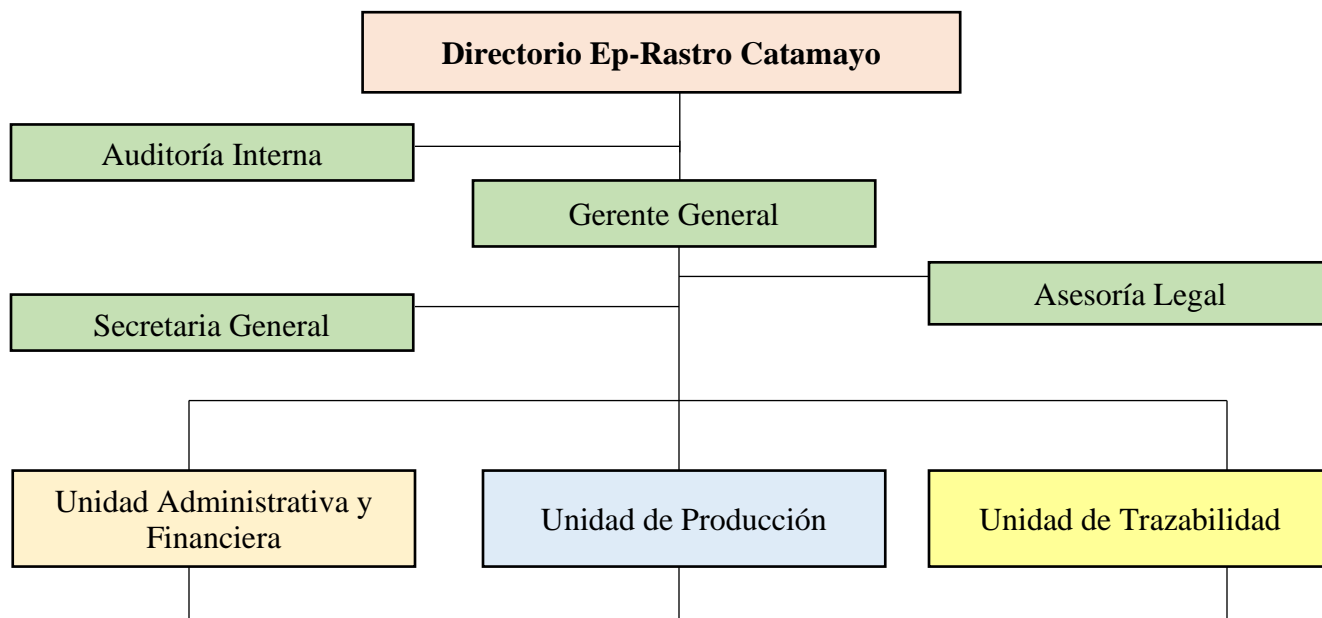 Directorio Ep-Rastro Catamayo
Auditoría Interna
Gerente General
Asesoría Legal
Secretaria General
Unidad Administrativa y
Financiera
Unidad de Producción
Unidad de Trazabilidad